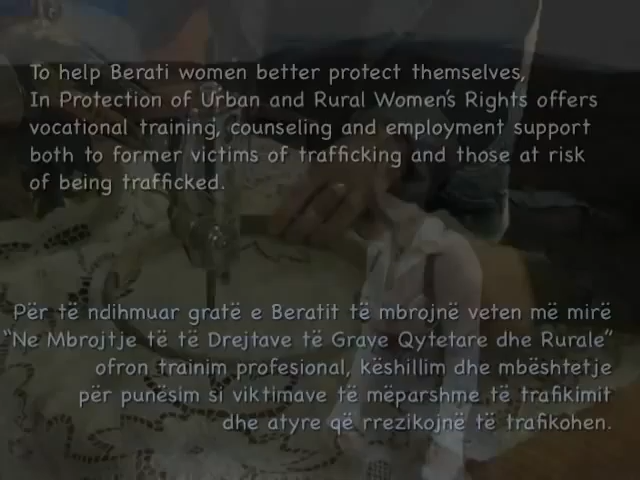 To help Berati women better protect themselves,
In Protection of Urban and Rural Women's Rights offers
vocational training, counseling and employment support
both to former victims of trafficking and those at risk
of being trafficked.
Për të ndihmuar gratë e Beratit të mbrojnë veten më mirë
“Ne Mbrojtje të të Drejtave të Grave Qytetare dhe Rurale”
ofron trainim profesional, këshillim dhe mbështetje
për punësim si viktimave të mëparshme të trafikimit
dhe atyre që rrezikojnë të trafikohen.